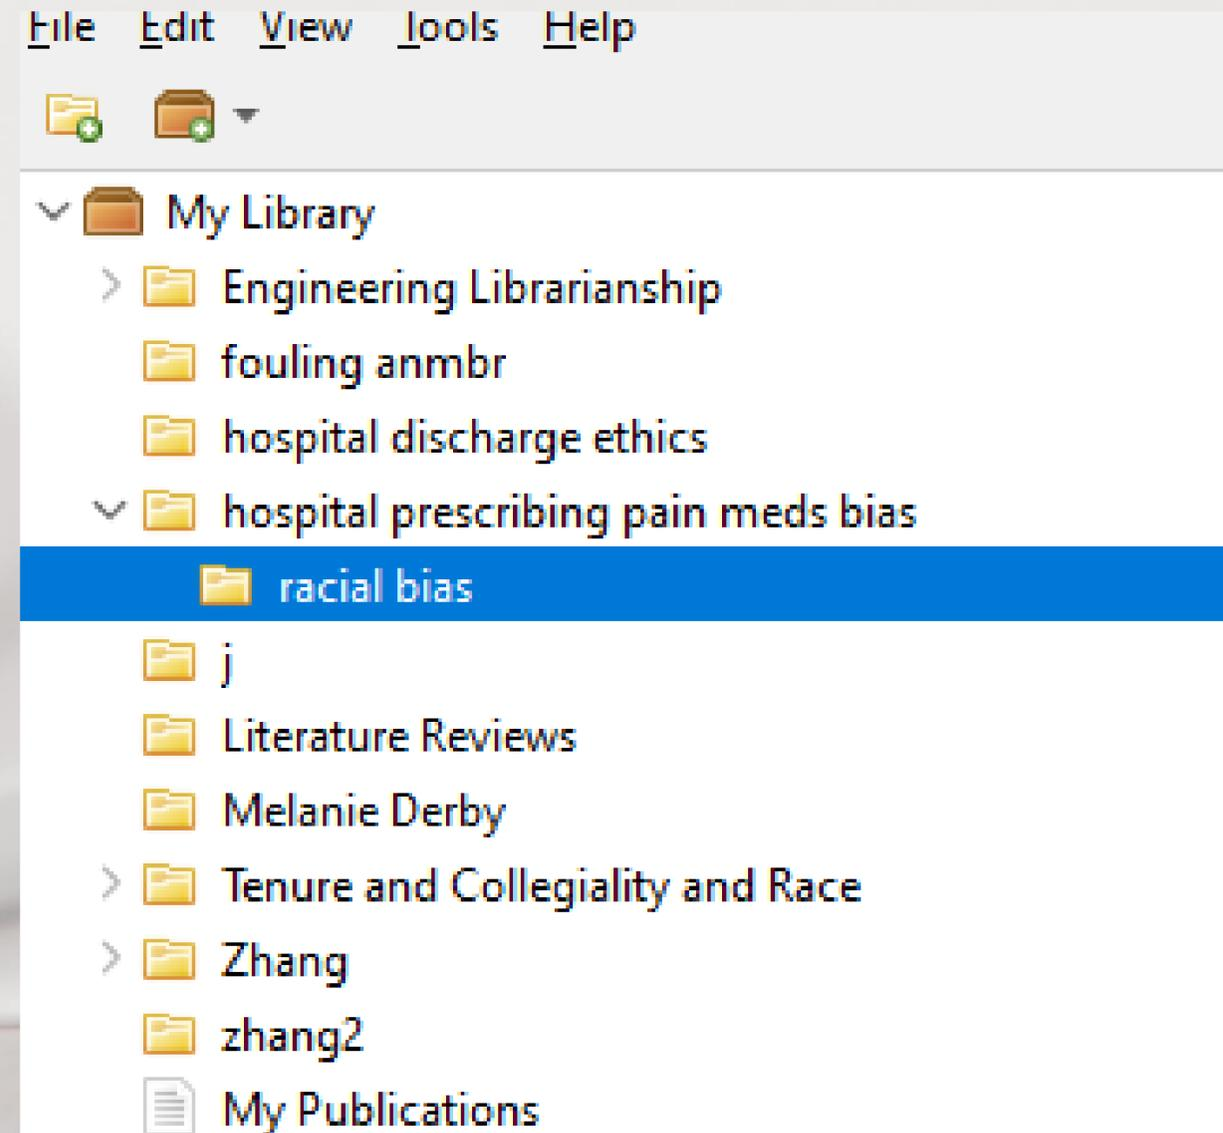 File Edit View Tools Help
My Library
Engineering Librarianship
fouling anmbr
hospital discharge ethics
hospital prescribing pain meds bias
racial bias
j
Literature Reviews
Melanie Derby
Tenure and Collegiality and Race
Zhang
zhang2
My Publications